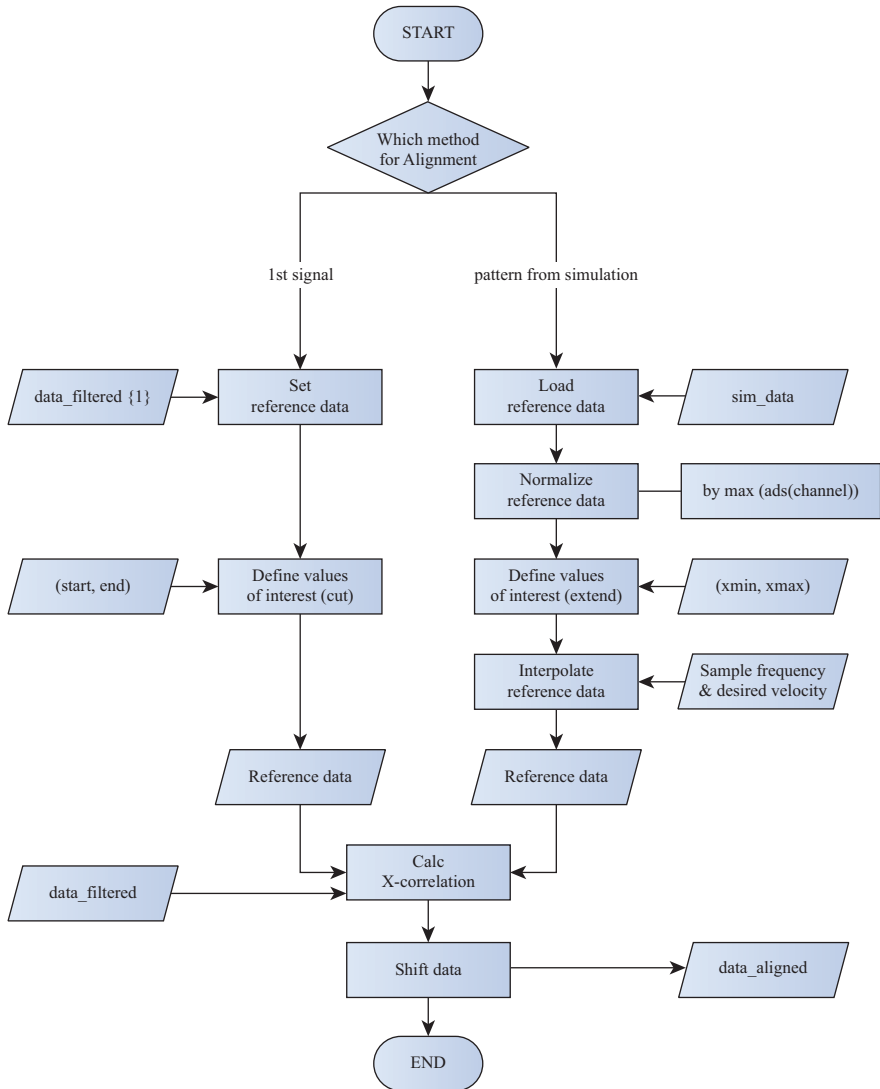 START
Which method
for Alignment
1st signal
pattern from simulation
data_filtered {1}
Set
reference data
Load
reference data
sim_data
Normalize
reference data
by max (ads(channel))
(start, end)
Define values
of interest (cut)
Define values
of interest (extend)
(xmin, xmax)
Interpolate
reference data
Sample frequency
& desired velocity
Reference data
Reference data
Calc
X-correlation
data_filtered
Shift data
data_aligned
END